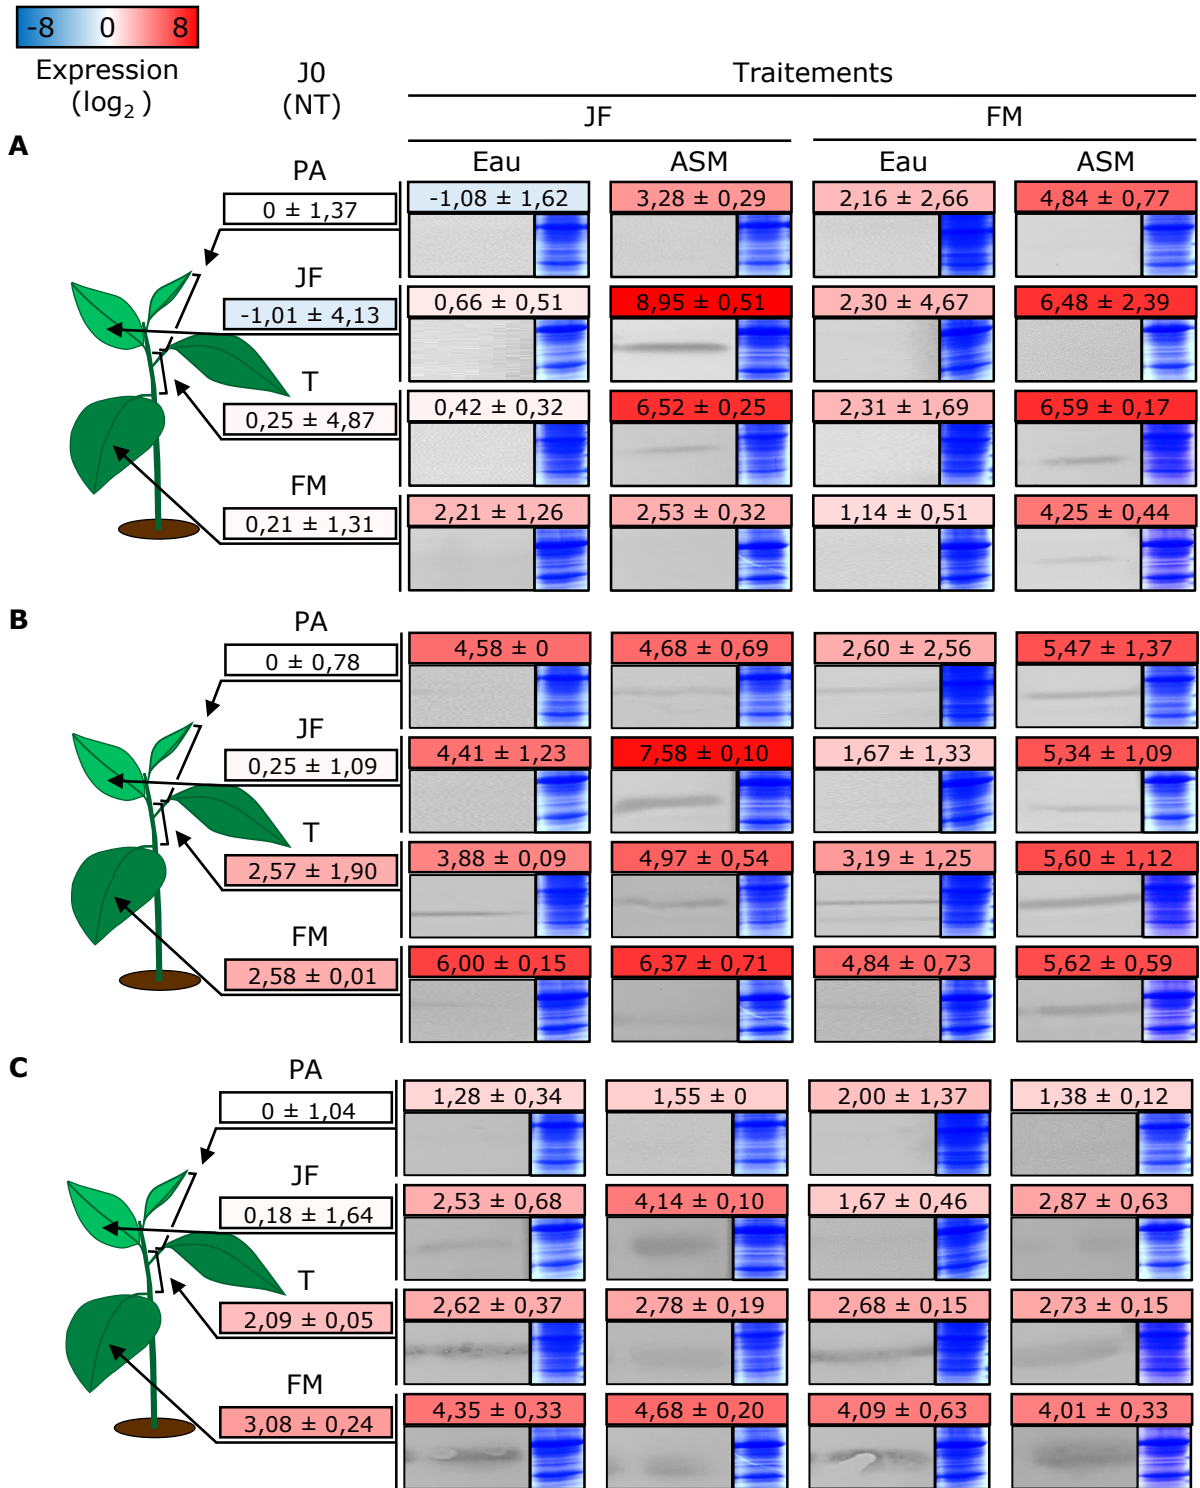 -8 0 8
Expression
(log2)
J0
(NT)
Traitements
JF FM
A
Eau ASM Eau ASM
PA
0 ± 1,37 -1,08 ± 1,62 3,28 ± 0,29 2,16 ± 2,66 4,84 ± 0,77
JF
-1,01 ± 4,13 0,66 ± 0,51 8,95 ± 0,51 2,30 ± 4,67 6,48 ± 2,39
T
0,25 ± 4,87 0,42 ± 0,32 6,52 ± 0,25 2,31 ± 1,69 6,59 ± 0,17
FM
0,21 ± 1,31 2,21 ± 1,26 2,53 ± 0,32 1,14 ± 0,51 4,25 ± 0,44
B
PA
0 ± 0,78 4,58 ± 0 4,68 ± 0,69 2,60 ± 2,56 5,47 ± 1,37
JF
0,25 ± 1,09 4,41 ± 1,23 7,58 ± 0,10 1,67 ± 1,33 5,34 ± 1,09
T
2,57 ± 1,90 3,88 ± 0,09 4,97 ± 0,54 3,19 ± 1,25 5,60 ± 1,12
FM
2,58 ± 0,01 6,00 ± 0,15 6,37 ± 0,71 4,84 ± 0,73 5,62 ± 0,59
C
PA
0 ± 1,04 1,28 ± 0,34 1,55 ± 0 2,00 ± 1,37 1,38 ± 0,12
JF
0,18 ± 1,64 2,53 ± 0,68 4,14 ± 0,10 1,67 ± 0,46 2,87 ± 0,63
T
2,09 ± 0,05 2,62 ± 0,37 2,78 ± 0,19 2,68 ± 0,15 2,73 ± 0,15
FM
3,08 ± 0,24 4,35 ± 0,33 4,68 ± 0,20 4,09 ± 0,63 4,01 ± 0,33